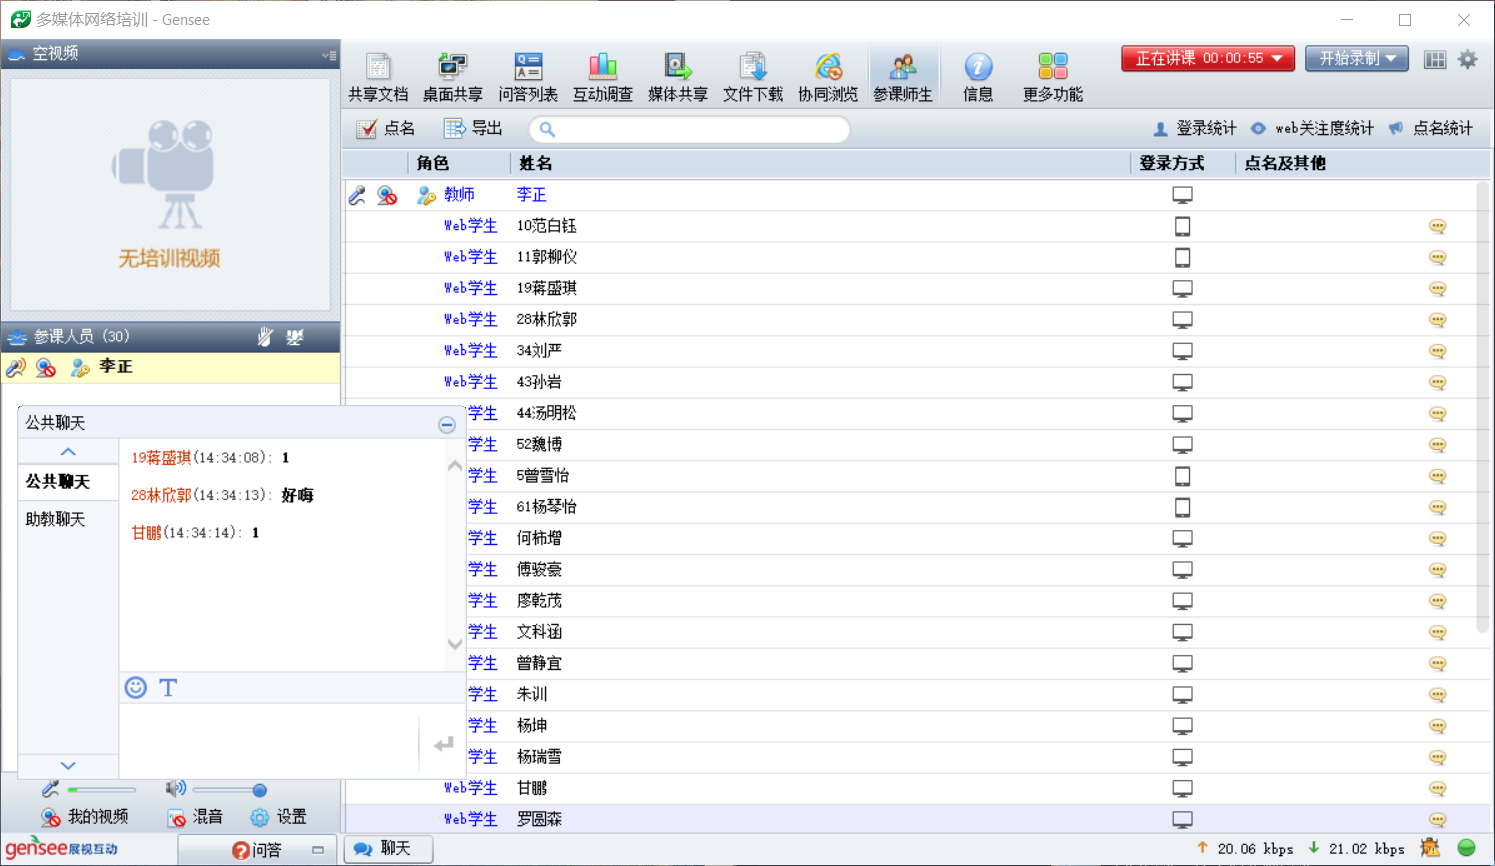 多媒体网络培训 - Gensee
空视频
无培训视频
参课人员 (30)
李正
共享文档 桌面共享 问答列表 互动调查 媒体共享 文件下载 协同浏览 参课师生 信息 更多功能
正在讲课 00:00:55 开始录制
点名 导出 登录统计 web关注度统计 点名统计
角色 姓名 登录方式 点名及其他
教师 李正
Web学生 10范白钰
Web学生 11郭柳仪
Web学生 19蒋盛琪
Web学生 28林欣郭
Web学生 34刘严
Web学生 43孙岩
学生 44汤明松
学生 52魏博
学生 5曾雪怡
学生 61杨琴怡
学生 何柿增
学生 傅骏豪
学生 廖乾茂
学生 文科涵
学生 曾静宜
学生 朱训
学生 杨坤
学生 杨瑞雪
Web学生 甘鹏
Web学生 罗圆森
公共聊天
公共聊天
助教聊天
19蒋盛琪(14:34:08): 1
28林欣郭(14:34:13): 好嗨
甘鹏(14:34:14): 1
T
我的视频 混音 设置
gensee展视互动 问答 聊天 20.06 kbps 21.02 kbps